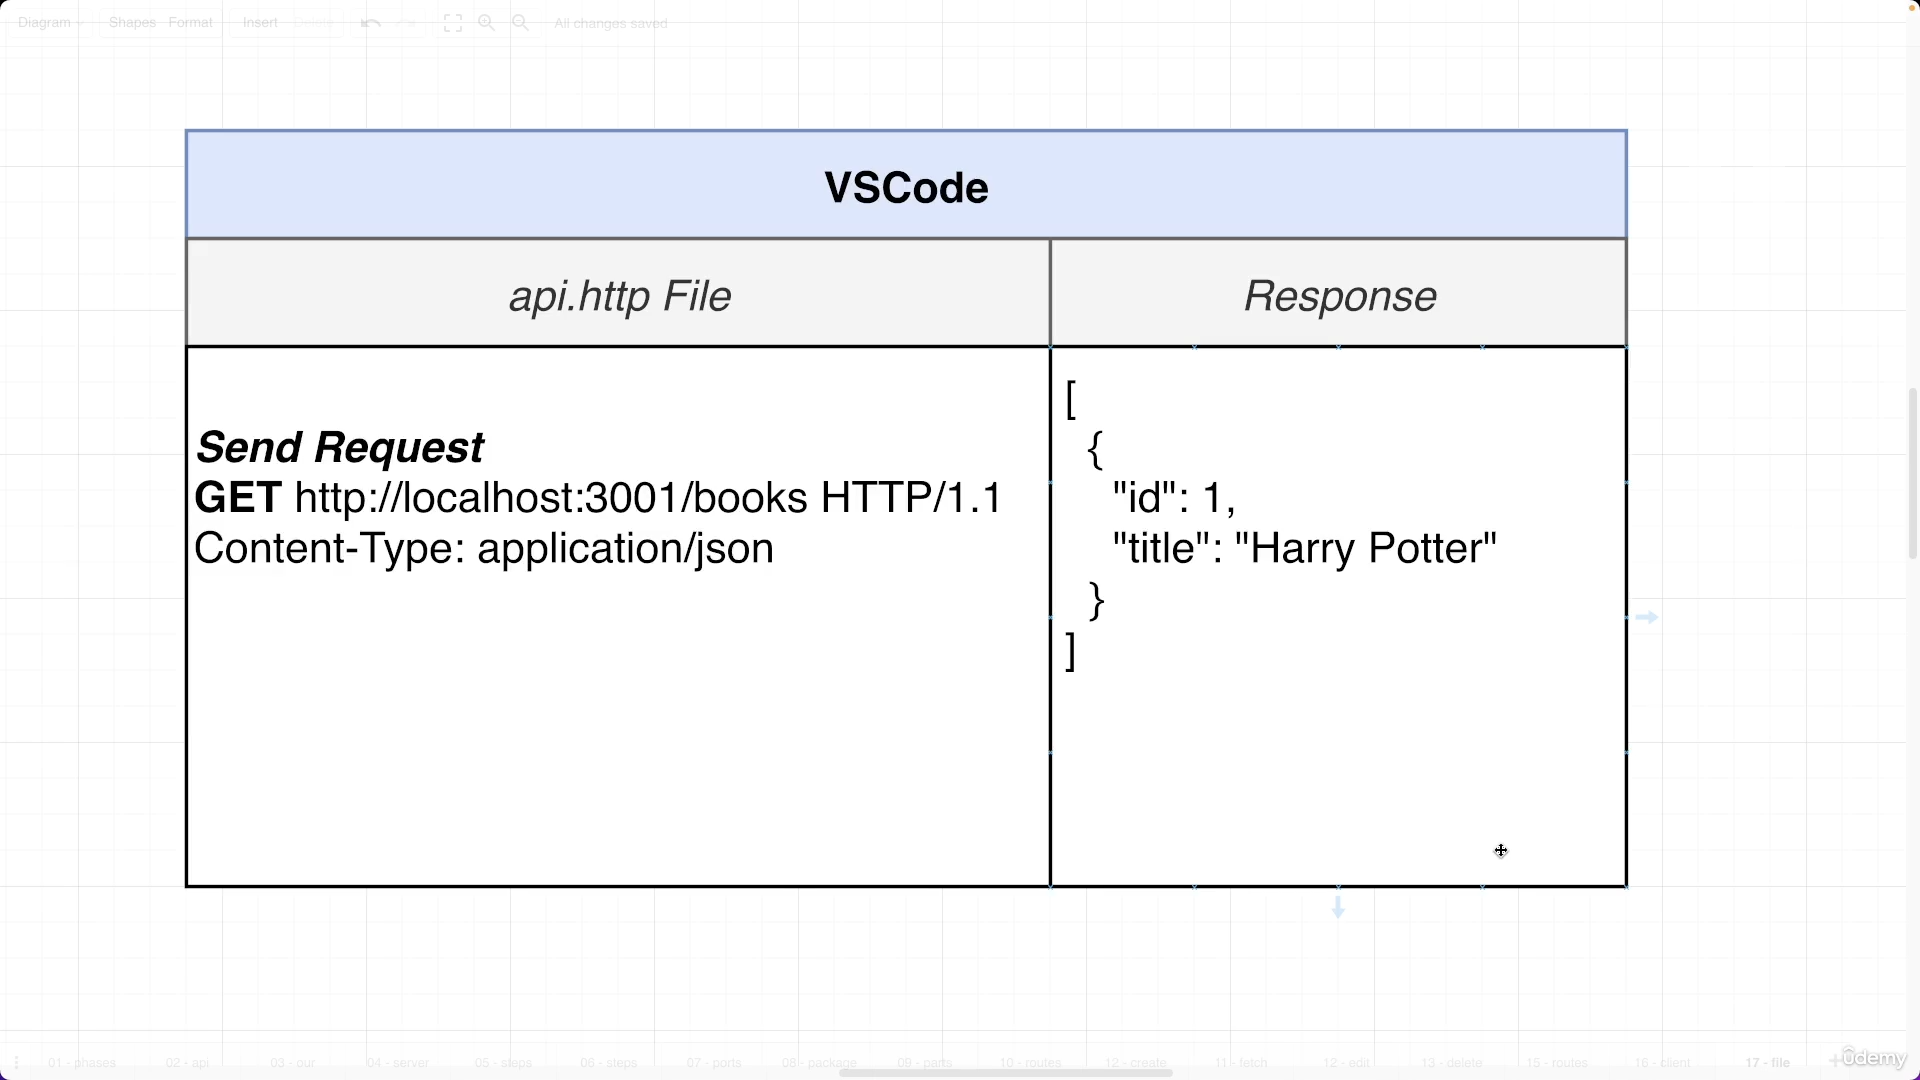 Diagram Shapes Format Insert Delete All changes saved
VSCode
api.http File
Response
Send Request
GET http://localhost:3001/books HTTP/1.1
Content-Type: application/json
[
{
"id": 1,
"title": "Harry Potter"
}
]
01 - phases 02 - api 03 - our 04 - server 05 - steps 06 - steps 07 - ports 08 - package 09 - parts 10 - routes 12 - create 11 - fetch 12 - edit 13 - delete 15 - routes 16 - client 17 - file
ûdemy